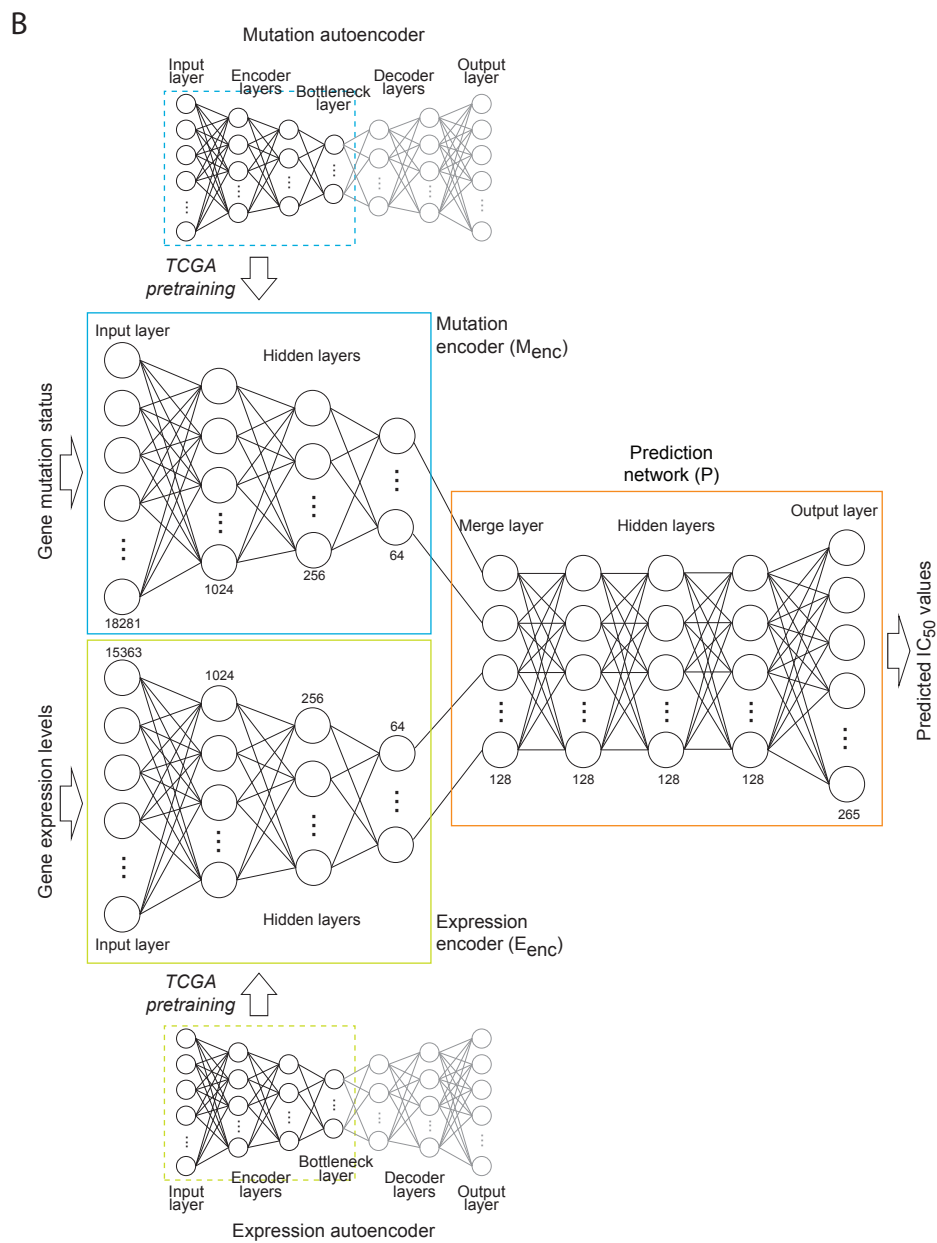 B
Mutation autoencoder
Input
layer
Encoder
layers
Bottleneck
layer
Decoder
layers
Output
layer
TCGA
pretraining
Input layer
Hidden layers
Mutation
encoder (Menc)
Gene mutation status
1024
256
64
18281
Prediction
network (P)
Merge layer
Hidden layers
Output layer
128
128
128
128
265
Predicted IC50 values
15363
1024
256
64
Gene expression levels
Input layer
Hidden layers
Expression
encoder (Eenc)
TCGA
pretraining
Input
layer
Encoder
layers
Bottleneck
layer
Decoder
layers
Output
layer
Expression autoencoder